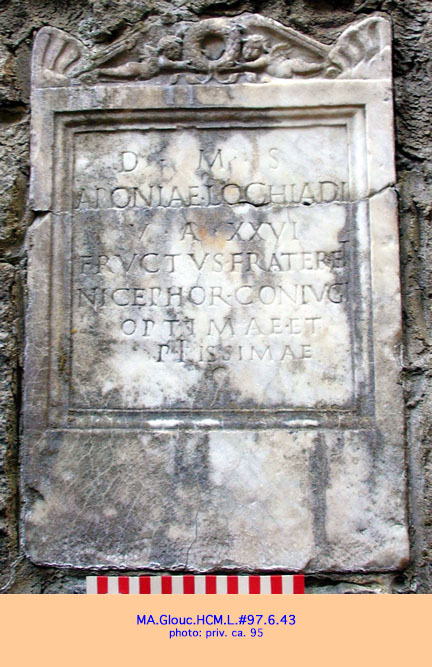 D · M · S
APONIAE·LOCHIADI
V A XXVI
FRVCTVS·FRATER·E
NICEPHOR·CONIVG
OPTIMAE·ET
PIISSIMAE
MA.Glouc.HCM.L.#97.6.43
photo: priv. ca. 95